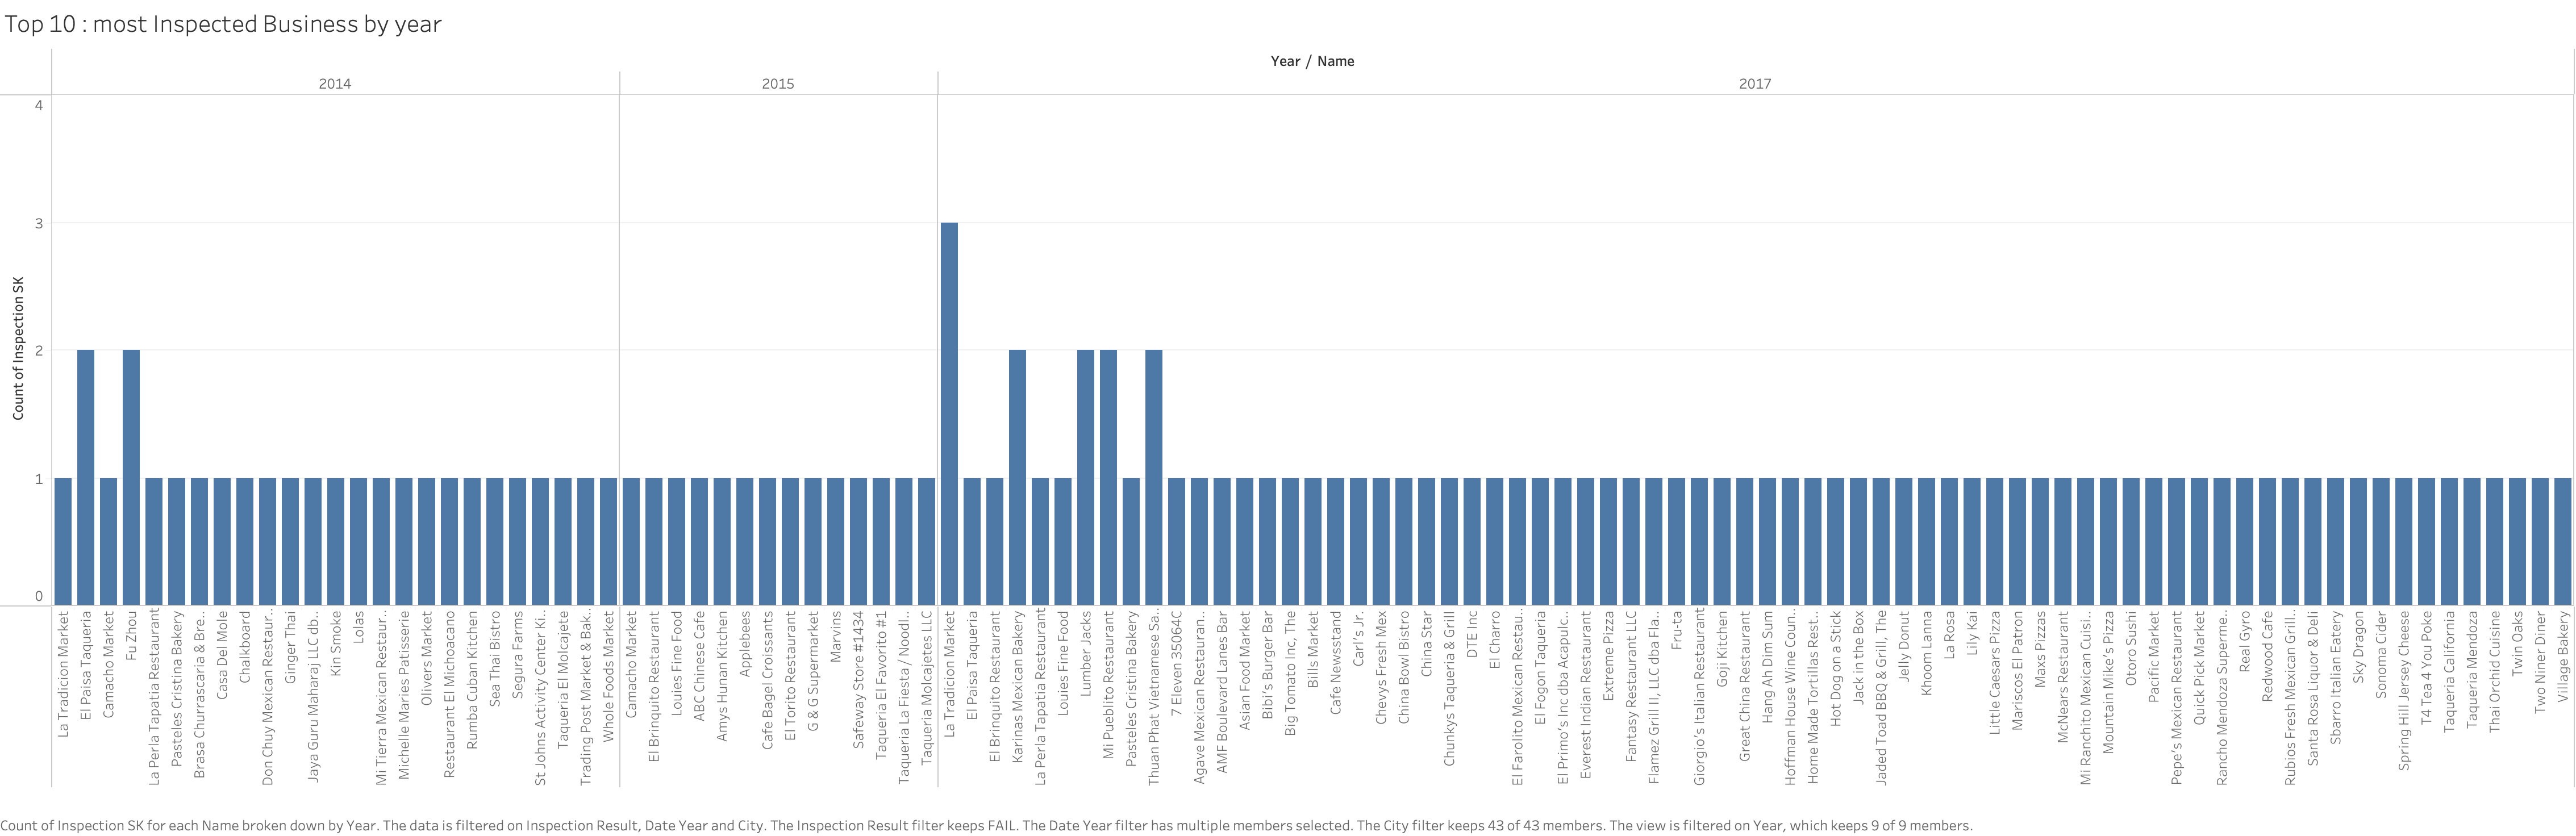 Top 10 : most Inspected Business by year
Year / Name
2014
2015
2017
Count of Inspection SK
4
3
2
1
0
La Tradicion Market
El Paisa Taqueria
Camacho Market
Fu Zhou
La Perla Tapatia Restaurant
Pasteles Cristina Bakery
Brasa Churrascaria & Bre..
Casa Del Mole
Chalkboard
Don Chuy Mexican Restaur..
Ginger Thai
Jaya Guru Maharaj LLC db..
Kin Smoke
Lolas
Mi Tierra Mexican Restaur..
Michelle Maries Patisserie
Olivers Market
Restaurant El Michoacano
Rumba Cuban Kitchen
Sea Thai Bistro
Segura Farms
St Johns Activity Center Ki..
Taqueria El Molcajete
Trading Post Market & Bak..
Whole Foods Market
Camacho Market
El Brinquito Restaurant
Louies Fine Food
ABC Chinese Cafe
Amys Hunan Kitchen
Applebees
Cafe Bagel Croissants
El Torito Restaurant
G & G Supermarket
Marvins
Safeway Store #1434
Taqueria El Favorito #1
Taqueria La Fiesta / Noodl..
Taqueria Molcajetes LLC
La Tradicion Market
El Paisa Taqueria
El Brinquito Restaurant
Karinas Mexican Bakery
La Perla Tapatia Restaurant
Louies Fine Food
Lumber Jacks
Mi Pueblito Restaurant
Pasteles Cristina Bakery
Thuan Phat Vietnamese Sa..
7 Eleven 35064C
Agave Mexican Restauran..
AMF Boulevard Lanes Bar
Asian Food Market
Bibi's Burger Bar
Big Tomato Inc, The
Bills Market
Cafe Newsstand
Carl's Jr.
Chevys Fresh Mex
China Bowl Bistro
China Star
Chunkys Taqueria & Grill
DTE Inc
El Charro
El Farolito Mexican Restau..
El Fogon Taqueria
El Primo's Inc dba Acapulc..
Everest Indian Restaurant
Extreme Pizza
Fantasy Restaurant LLC
Flamez Grill II, LLC dba Fla..
Fru-ta
Giorgio's Italian Restaurant
Goji Kitchen
Great China Restaurant
Hang Ah Dim Sum
Hoffman House Wine Coun..
Home Made Tortillas Rest..
Hot Dog on a Stick
Jack in the Box
Jaded Toad BBQ & Grill, The
Jelly Donut
Khoom Lanna
La Rosa
Lily Kai
Little Caesars Pizza
Mariscos El Patron
Maxs Pizzas
McNears Restaurant
Mi Ranchito Mexican Cuisi..
Mountain Mike's Pizza
Otoro Sushi
Pacific Market
Pepe's Mexican Restaurant
Quick Pick Market
Rancho Mendoza Superme..
Real Gyro
Redwood Cafe
Rubios Fresh Mexican Grill..
Santa Rosa Liquor & Deli
Sbarro Italian Eatery
Sky Dragon
Sonoma Cider
Spring Hill Jersey Cheese
T4 Tea 4 You Poke
Taqueria California
Taqueria Mendoza
Thai Orchid Cuisine
Twin Oaks
Two Niner Diner
Village Bakery
Count of Inspection SK for each Name broken down by Year. The data is filtered on Inspection Result, Date Year and City. The Inspection Result filter keeps FAIL. The Date Year filter has multiple members selected. The City filter keeps 43 of 43 members. The view is filtered on Year, which keeps 9 of 9 members.